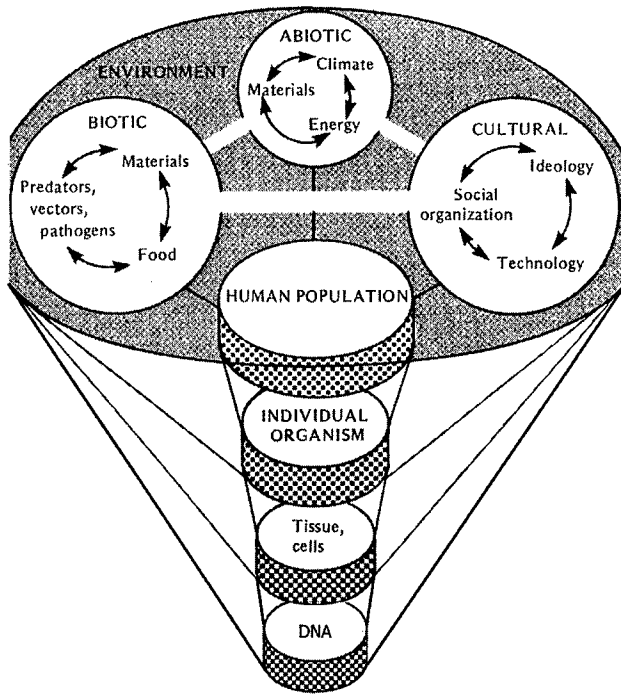 ENVIRONMENT
ABIOTIC
Climate
Materials
Energy
BIOTIC
Materials
Predators,
vectors,
pathogens
Food
CULTURAL
Ideology
Social
organization
Technology
HUMAN POPULATION
INDIVIDUAL
ORGANISM
Tissue,
cells
DNA